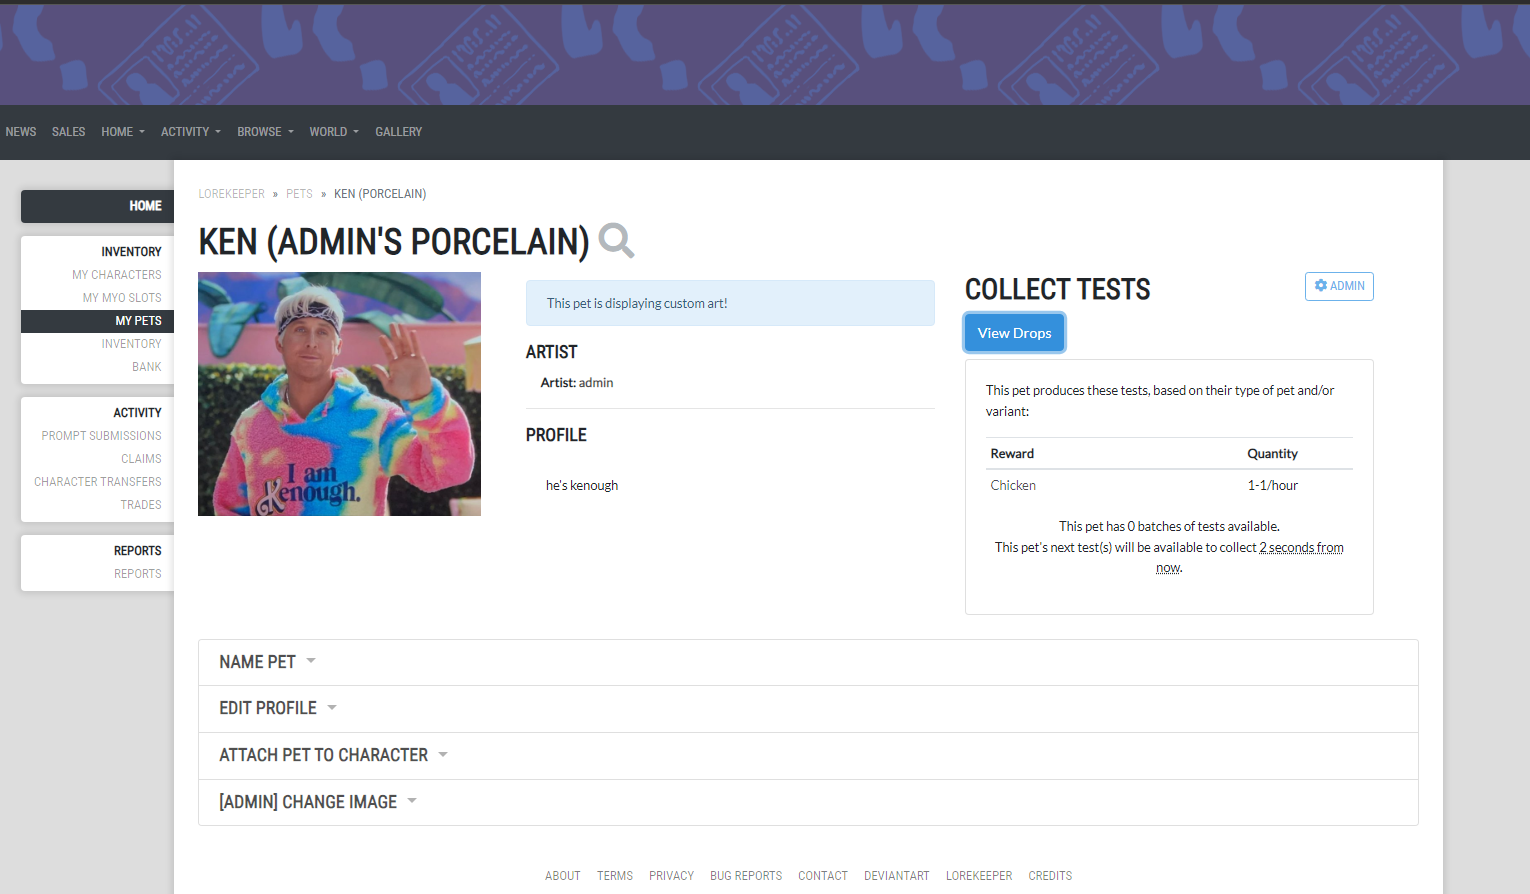 NEWS SALES HOME ACTIVITY BROWSE WORLD GALLERY
HOME
INVENTORY
MY CHARACTERS
MY MYO SLOTS
MY PETS
INVENTORY
BANK
ACTIVITY
PROMPT SUBMISSIONS
CLAIMS
CHARACTER TRANSFERS
TRADES
REPORTS
REPORTS
LOREKEEPER » PETS » KEN (PORCELAIN)
KEN (ADMIN'S PORCELAIN)
I am
Kenough.
This pet is displaying custom art!
ARTIST
Artist: admin
PROFILE
he's kenough
COLLECT TESTS
ADMIN
View Drops
This pet produces these tests, based on their type of pet and/or
variant:
Reward Quantity
Chicken 1-1/hour
This pet has 0 batches of tests available.
This pet's next test(s) will be available to collect 2 seconds from
now.
NAME PET
EDIT PROFILE
ATTACH PET TO CHARACTER
[ADMIN] CHANGE IMAGE
ABOUT TERMS PRIVACY BUG REPORTS CONTACT DEVIANTART LOREKEEPER CREDITS